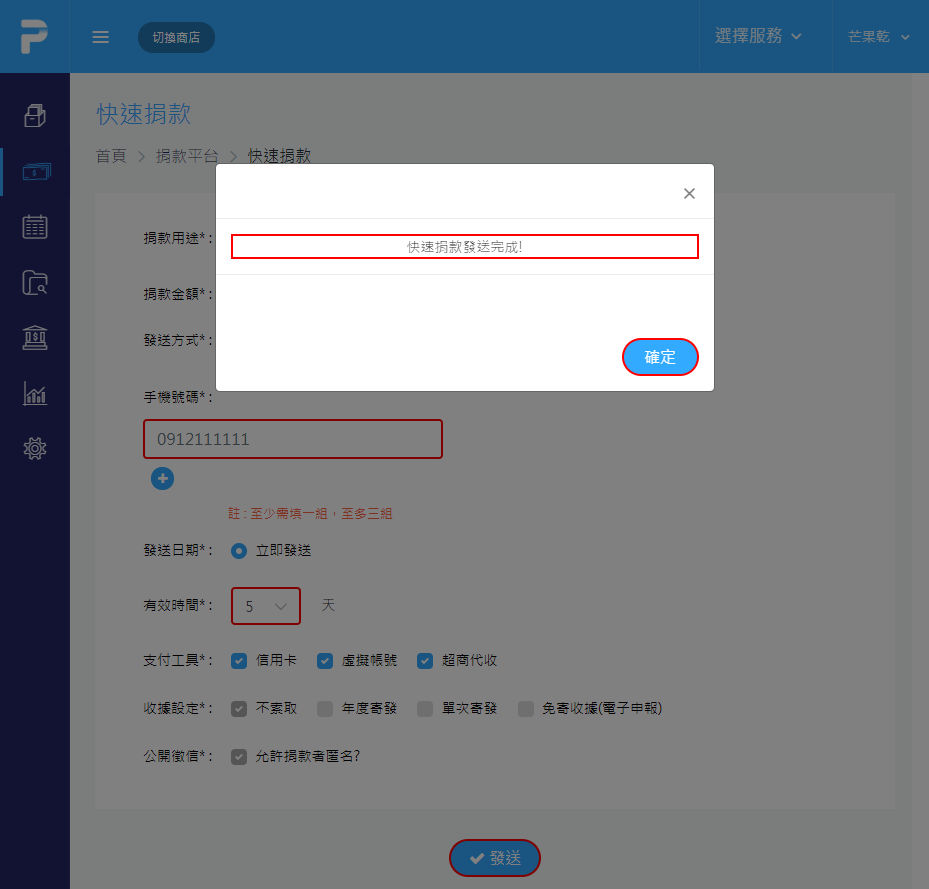 切換商店
選擇服務
芒果乾
快速捐款
首頁 > 捐款平台 > 快速捐款
×
捐款用途* :
快速捐款發送完成!
捐款金額* :
發送方式* :
確定
手機號碼* :
0912111111
註 : 至少需填一組，至多三組
發送日期* : 立即發送
有效時間* : 5 天
支付工具* : 信用卡 虛擬帳號 超商代收
收據設定* : 不索取 年度寄發 單次寄發 免寄收據(電子申報)
公開徵信* : 允許捐款者匿名?
發送